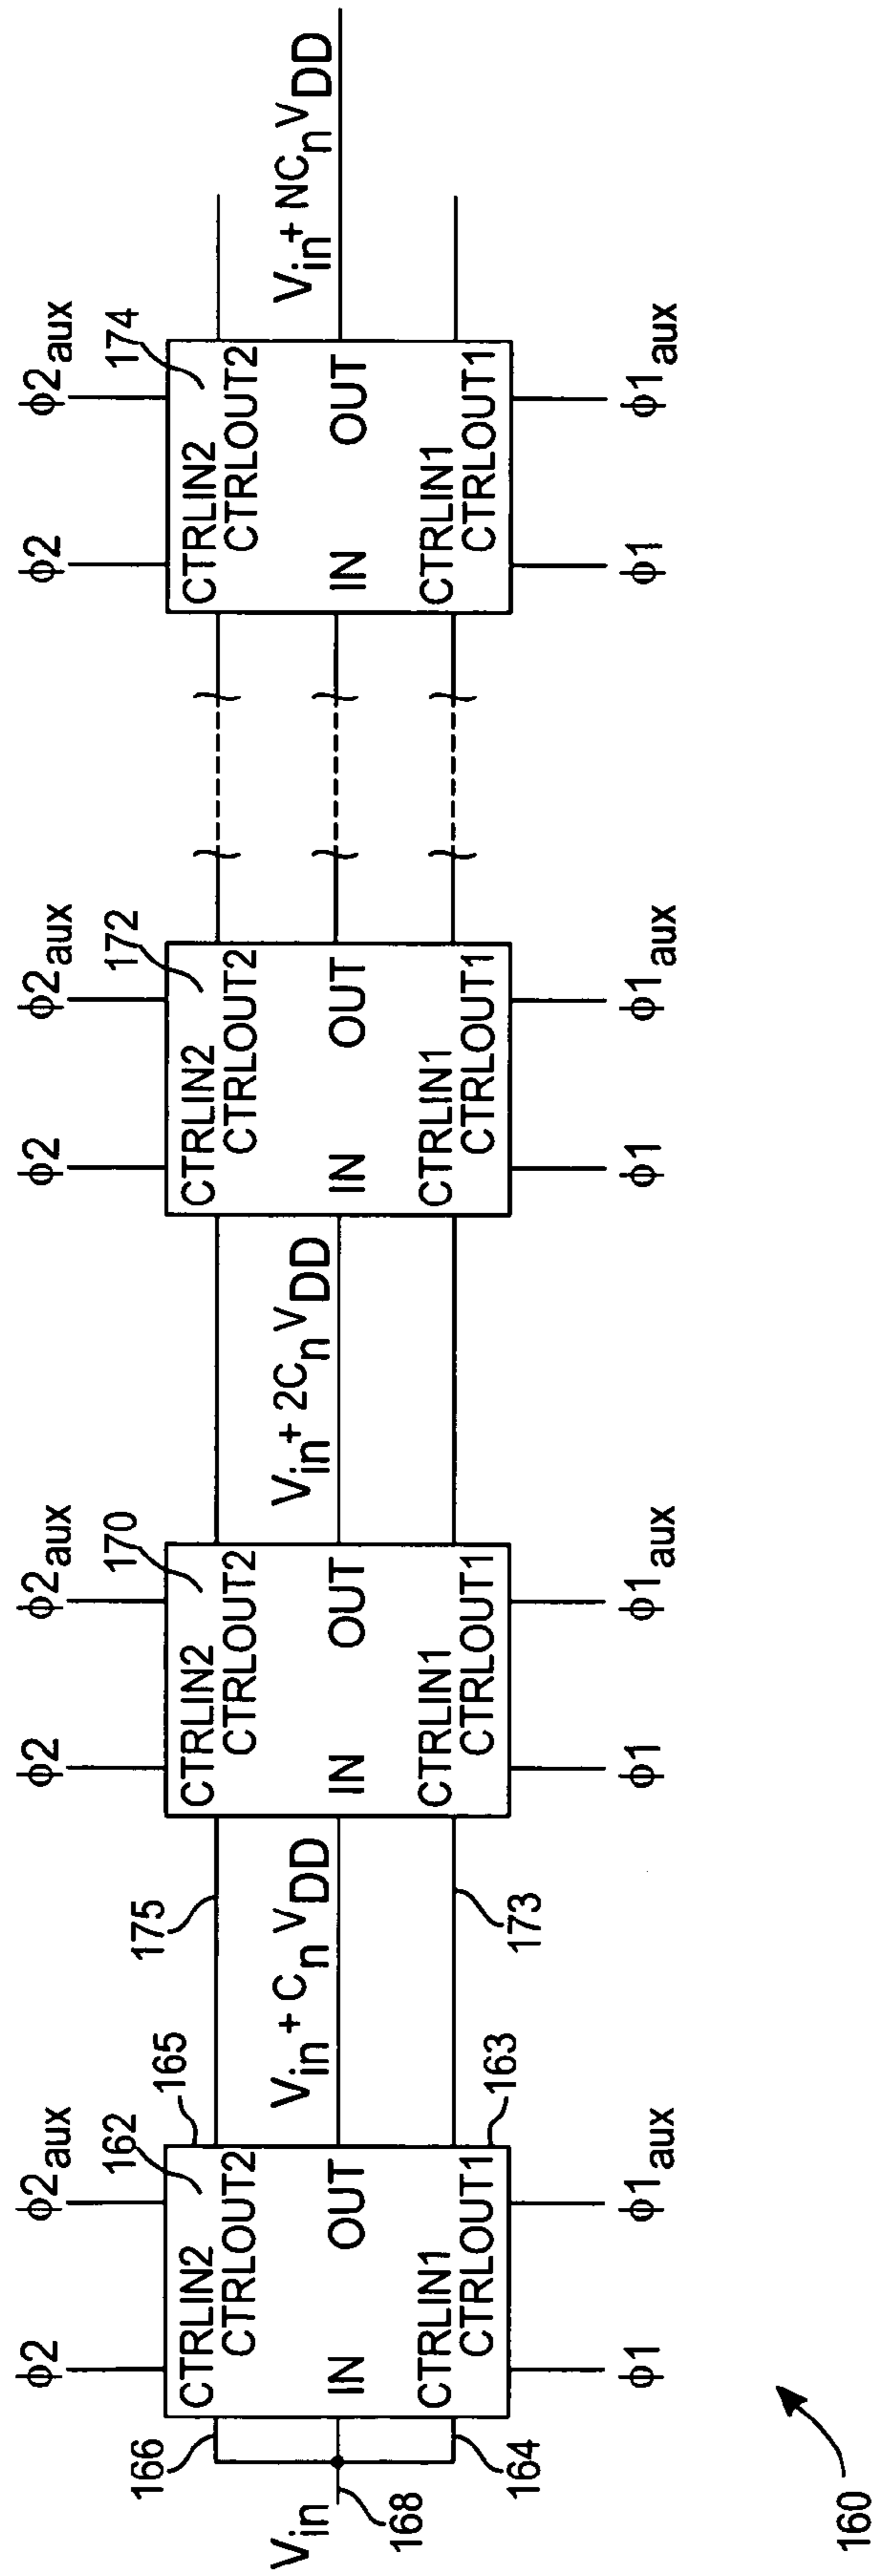 ϕ2 ϕ2aux ϕ2 ϕ2aux ϕ2 ϕ2aux ϕ2 ϕ2aux
162 165 175 170 172 174
166 CTRLIN2 CTRLIN2 CTRLIN2 CTRLIN2
CTRLOUT2 CTRLOUT2 CTRLOUT2 CTRLOUT2
Vin Vin + CnVDD Vin + 2CnVDD Vin + NCnVDD
IN OUT IN OUT IN OUT IN OUT
168
164 CTRLIN1 CTRLIN1 CTRLIN1 CTRLIN1
CTRLOUT1 CTRLOUT1 CTRLOUT1 CTRLOUT1
163 173
ϕ1 ϕ1aux ϕ1 ϕ1aux ϕ1 ϕ1aux ϕ1 ϕ1aux
160